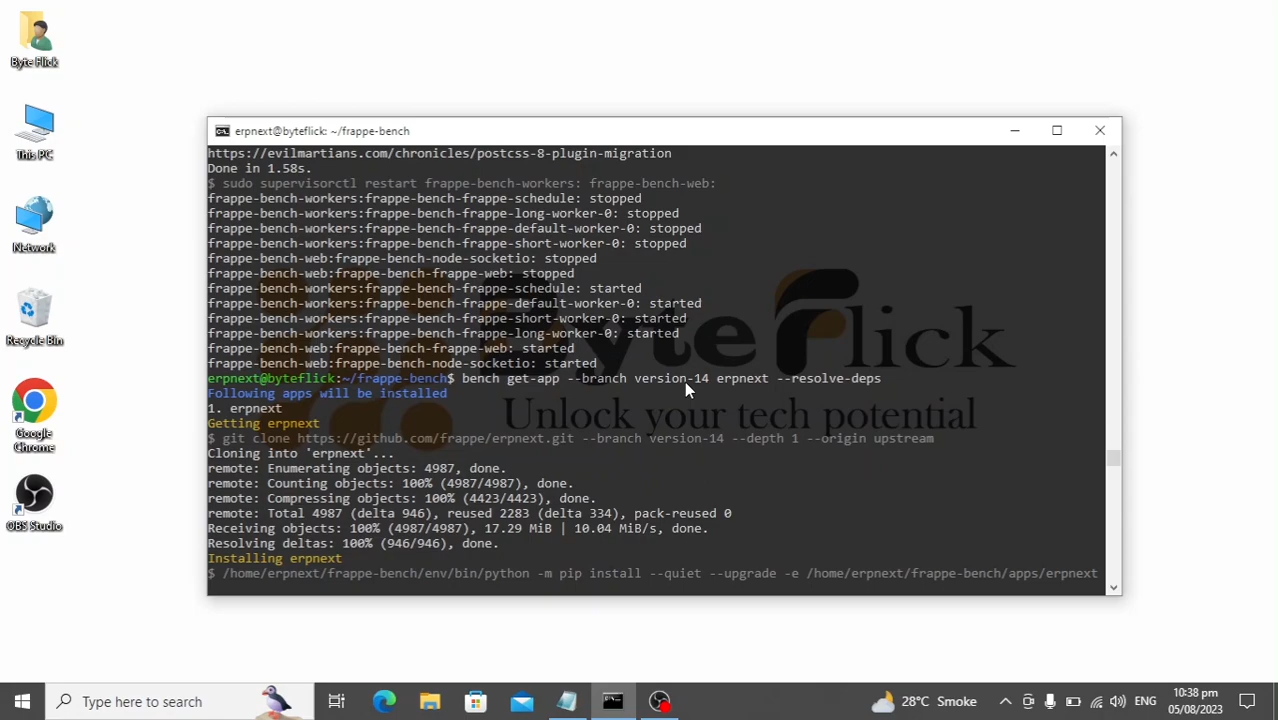 Byte Flick
This PC
Network
Recycle Bin
Google
Chrome
OBS Studio
erpnext@byteflick: ~/frappe-bench
https://evilmartians.com/chronicles/postcss-8-plugin-migration
Done in 1.58s.
$ sudo supervisorctl restart frappe-bench-workers: frappe-bench-web:
frappe-bench-workers:frappe-bench-frappe-schedule: stopped
frappe-bench-workers:frappe-bench-frappe-long-worker-0: stopped
frappe-bench-workers:frappe-bench-frappe-default-worker-0: stopped
frappe-bench-workers:frappe-bench-frappe-short-worker-0: stopped
frappe-bench-web:frappe-bench-node-socketio: stopped
frappe-bench-web:frappe-bench-frappe-web: stopped
frappe-bench-workers:frappe-bench-frappe-schedule: started
frappe-bench-workers:frappe-bench-frappe-default-worker-0: started
frappe-bench-workers:frappe-bench-frappe-short-worker-0: started
frappe-bench-workers:frappe-bench-frappe-long-worker-0: started
frappe-bench-web:frappe-bench-frappe-web: started
frappe-bench-web:frappe-bench-node-socketio: started
erpnext@byteflick:~/frappe-bench$ bench get-app --branch version-14 erpnext --resolve-deps
Following apps will be installed
1. erpnext
Getting erpnext
$ git clone https://github.com/frappe/erpnext.git --branch version-14 --depth 1 --origin upstream
Cloning into 'erpnext'...
remote: Enumerating objects: 4987, done.
remote: Counting objects: 100% (4987/4987), done.
remote: Compressing objects: 100% (4423/4423), done.
remote: Total 4987 (delta 946), reused 2283 (delta 334), pack-reused 0
Receiving objects: 100% (4987/4987), 17.29 MiB | 10.04 MiB/s, done.
Resolving deltas: 100% (946/946), done.
Installing erpnext
$ /home/erpnext/frappe-bench/env/bin/python -m pip install --quiet --upgrade -e /home/erpnext/frappe-bench/apps/erpnext
ByteFlick
Unlock your tech potential
Type here to search
28°C Smoke
ENG
10:38 pm
05/08/2023